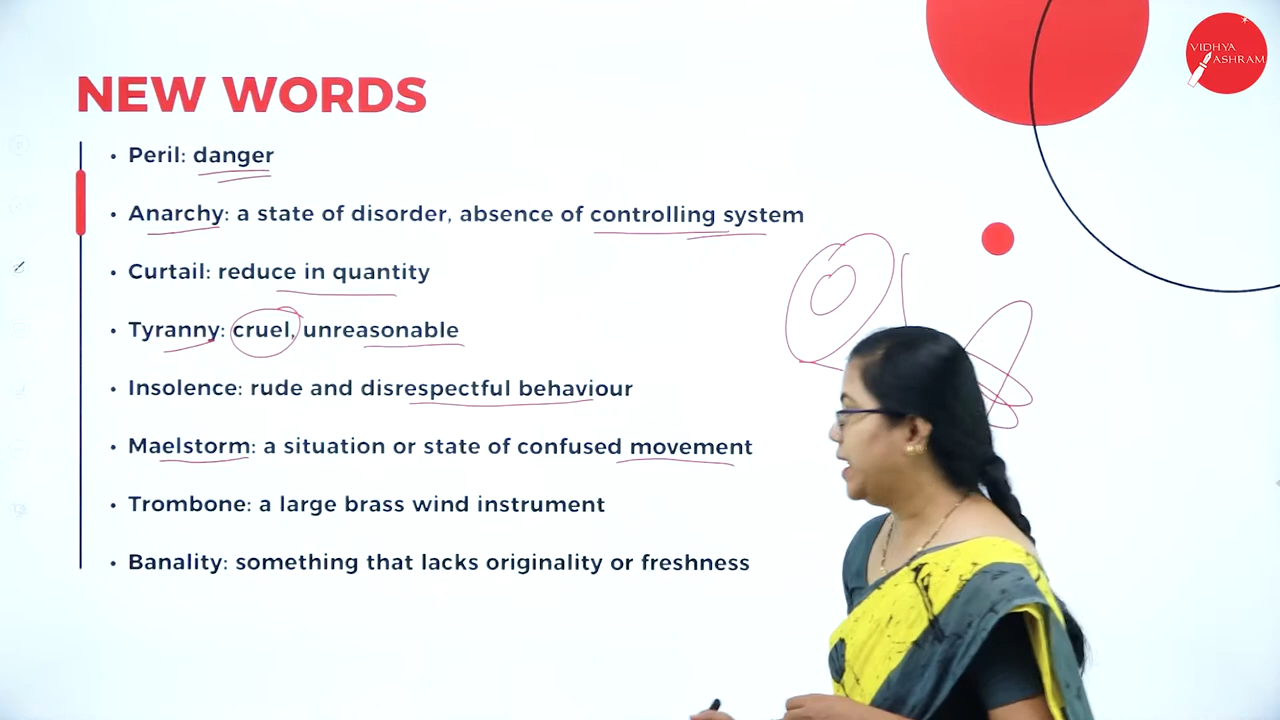 VIDHYA
ASHRAM
NEW WORDS
• Peril: danger
• Anarchy: a state of disorder, absence of controlling system
• Curtail: reduce in quantity
• Tyranny: cruel, unreasonable
• Insolence: rude and disrespectful behaviour
• Maelstorm: a situation or state of confused movement
• Trombone: a large brass wind instrument
• Banality: something that lacks originality or freshness